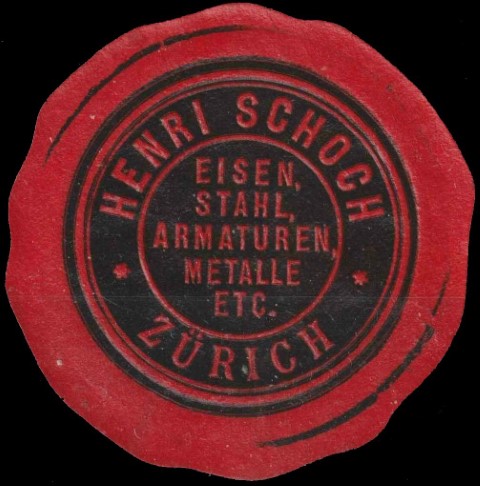 HENRI SCHOCH
EISEN,
STAHL,
ARMATUREN,
METALLE
ETC.
ZÜRICH